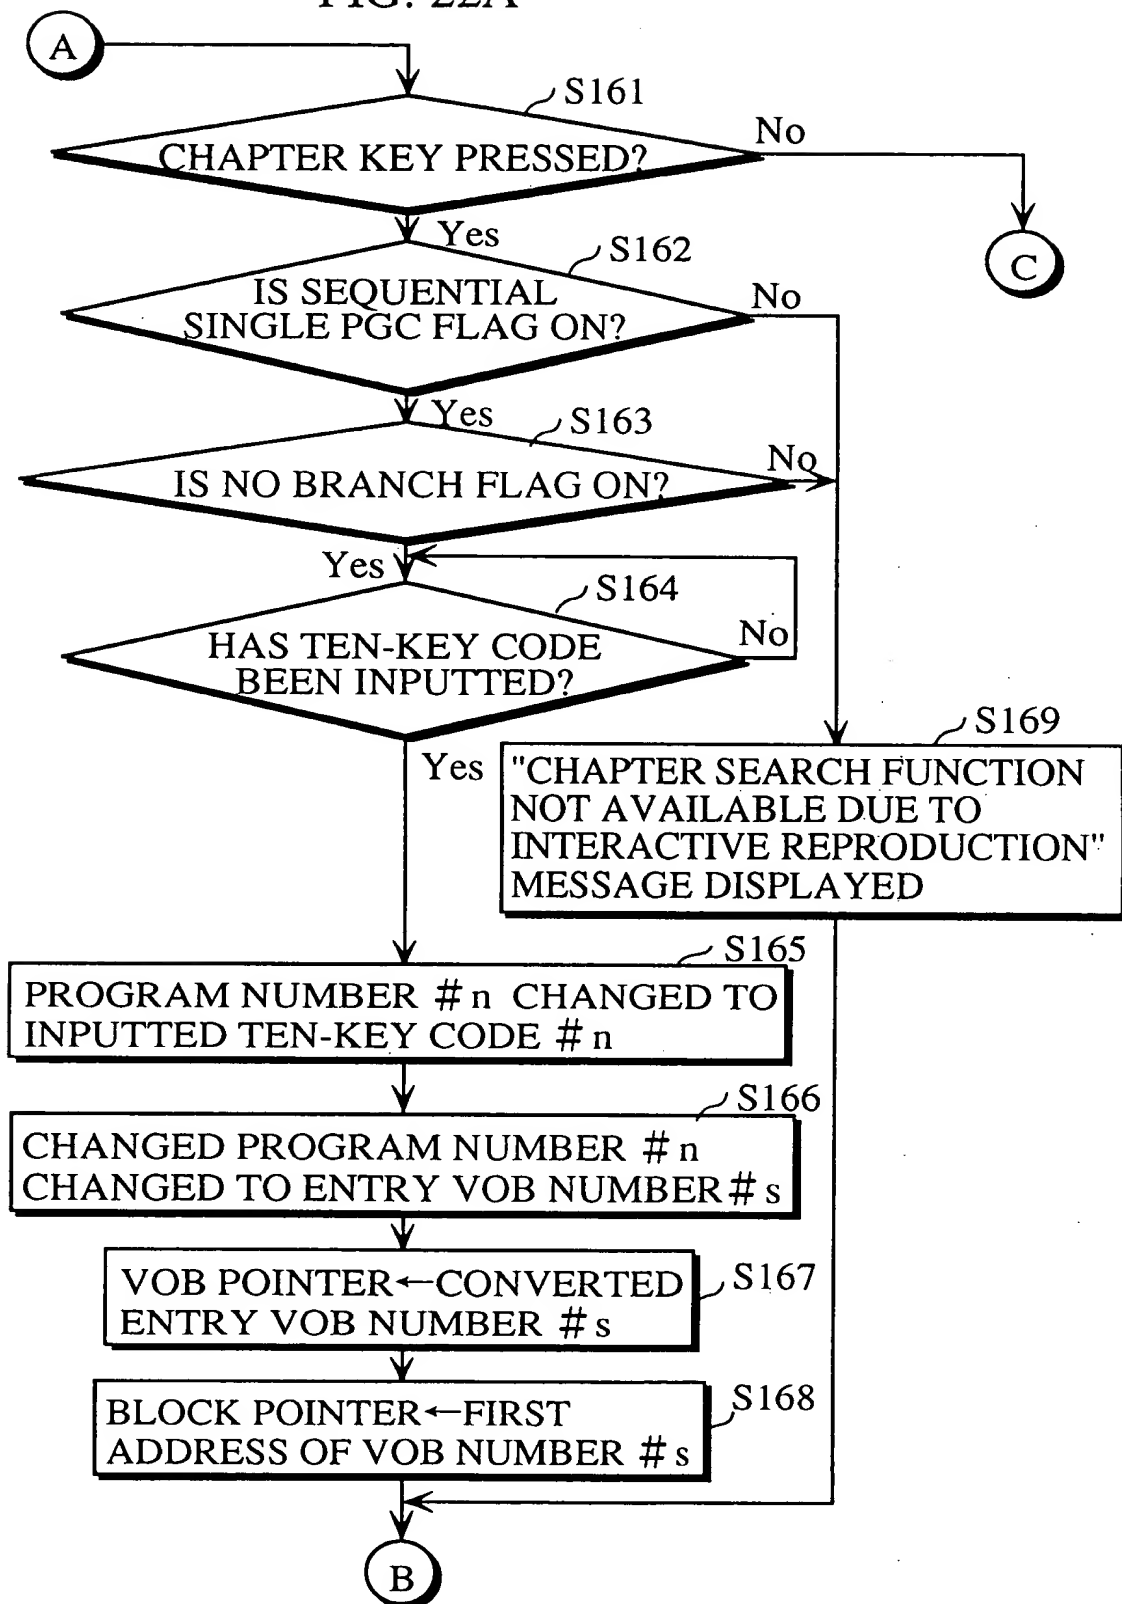 FIG. 22A
A
S161
CHAPTER KEY PRESSED?
No
C
Yes
S162
IS SEQUENTIAL
SINGLE PGC FLAG ON?
No
Yes
S163
IS NO BRANCH FLAG ON?
No
Yes
S164
HAS TEN-KEY CODE
BEEN INPUTTED?
No
Yes
S169
"CHAPTER SEARCH FUNCTION
NOT AVAILABLE DUE TO
INTERACTIVE REPRODUCTION"
MESSAGE DISPLAYED
S165
PROGRAM NUMBER #n CHANGED TO
INPUTTED TEN-KEY CODE #n
S166
CHANGED PROGRAM NUMBER #n
CHANGED TO ENTRY VOB NUMBER #s
S167
VOB POINTER←CONVERTED
ENTRY VOB NUMBER #s
S168
BLOCK POINTER←FIRST
ADDRESS OF VOB NUMBER #s
B